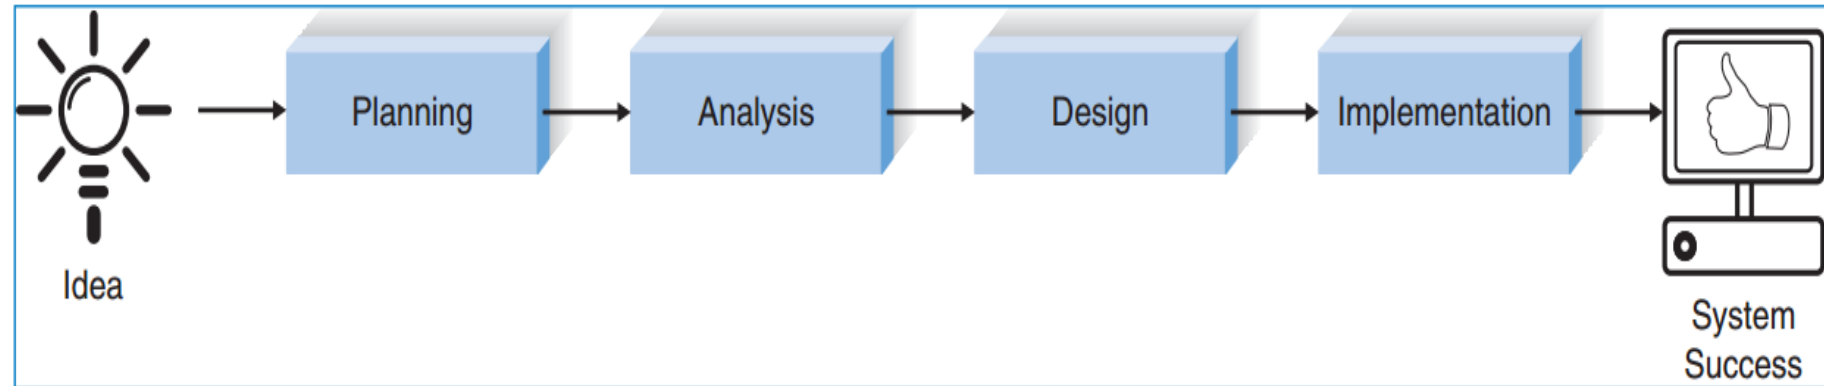 Idea
Planning
Analysis
Design
Implementation
System
Success